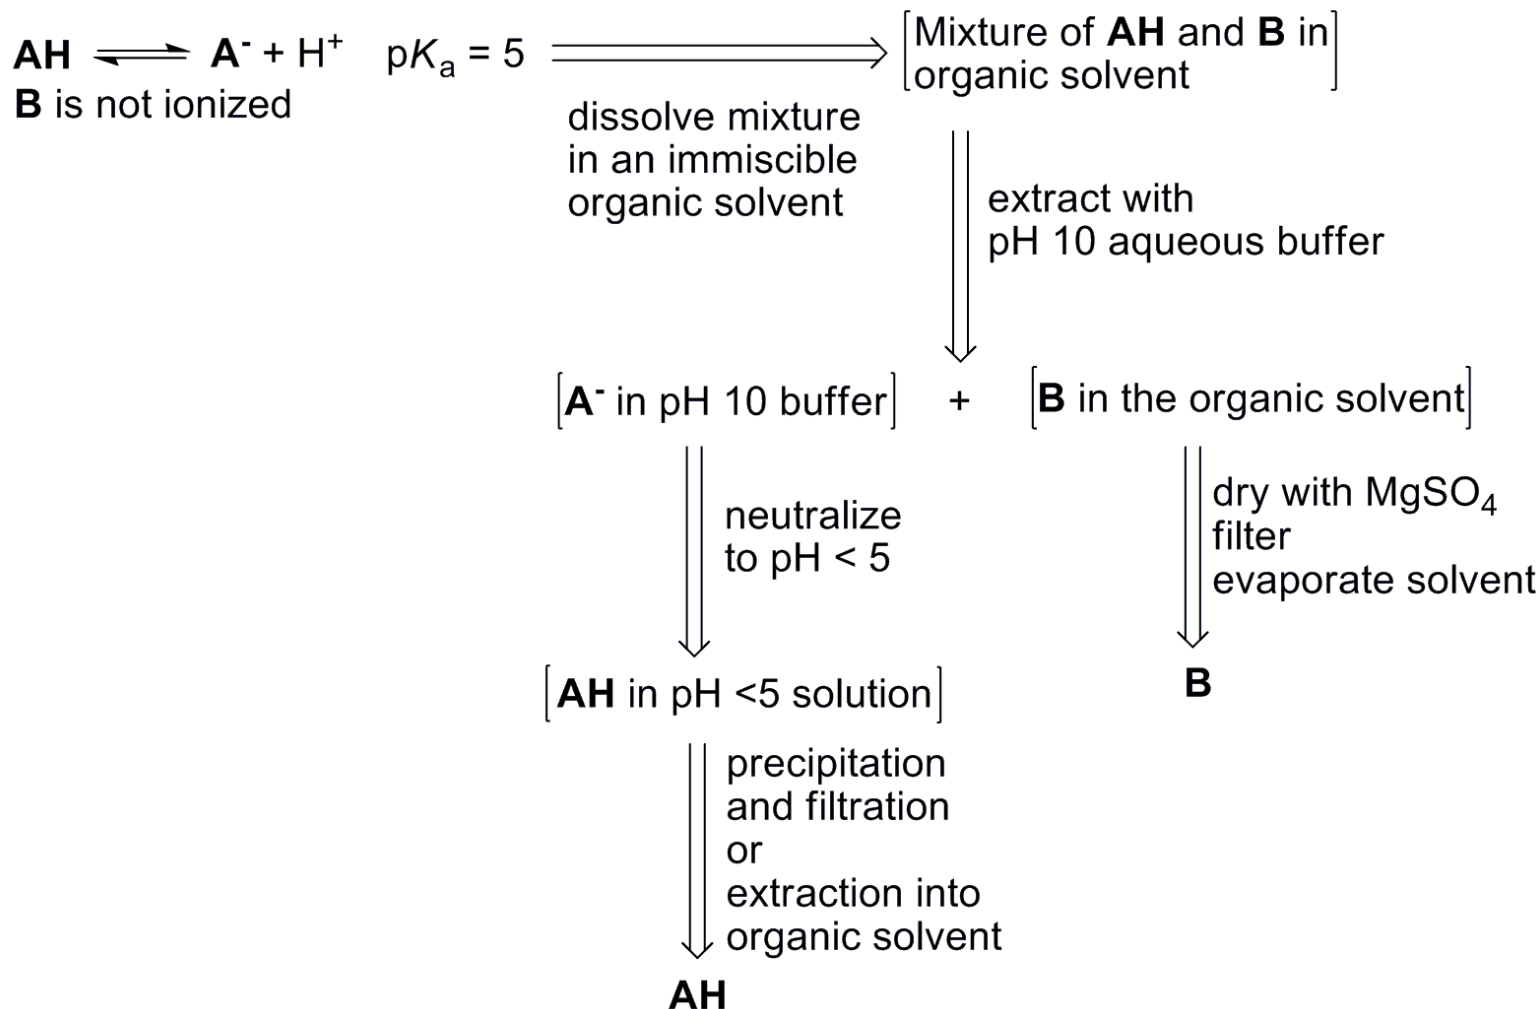 AH ⇌ A- + H+ pKa = 5
B is not ionized
dissolve mixture
in an immiscible
organic solvent
Mixture of AH and B in
organic solvent
extract with
pH 10 aqueous buffer
A- in pH 10 buffer + B in the organic solvent
neutralize
to pH < 5
dry with MgSO4
filter
evaporate solvent
AH in pH <5 solution
B
precipitation
and filtration
or
extraction into
organic solvent
AH